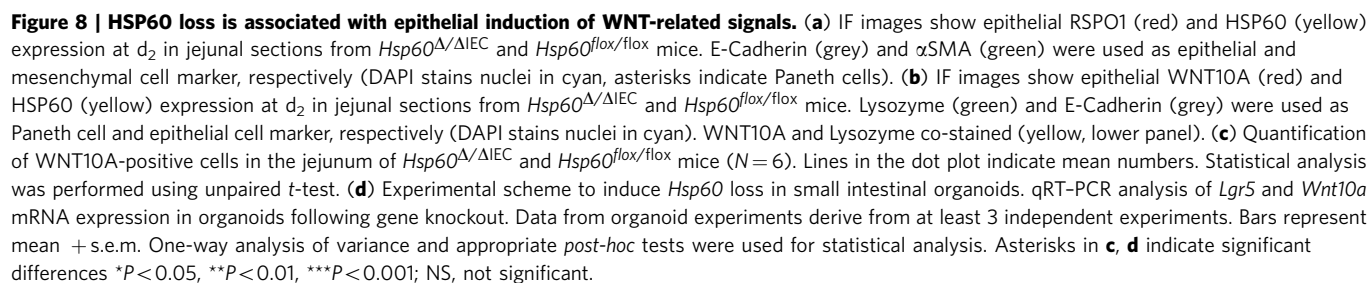 Figure 8 | HSP60 loss is associated with epithelial induction of WNT-related signals. (a) IF images show epithelial RSPO1 (red) and HSP60 (yellow)
expression at d₂ in jejunal sections from Hsp60^Δ/ΔIEC and Hsp60^flox/flox mice. E-Cadherin (grey) and αSMA (green) were used as epithelial and
mesenchymal cell marker, respectively (DAPI stains nuclei in cyan, asterisks indicate Paneth cells). (b) IF images show epithelial WNT10A (red) and
HSP60 (yellow) expression at d₂ in jejunal sections from Hsp60^Δ/ΔIEC and Hsp60^flox/flox mice. Lysozyme (green) and E-Cadherin (grey) were used as
Paneth cell and epithelial cell marker, respectively (DAPI stains nuclei in cyan). WNT10A and Lysozyme co-stained (yellow, lower panel). (c) Quantification
of WNT10A-positive cells in the jejunum of Hsp60^Δ/ΔIEC and Hsp60^flox/flox mice (N = 6). Lines in the dot plot indicate mean numbers. Statistical analysis
was performed using unpaired t-test. (d) Experimental scheme to induce Hsp60 loss in small intestinal organoids. qRT–PCR analysis of Lgr5 and Wnt10a
mRNA expression in organoids following gene knockout. Data from organoid experiments derive from at least 3 independent experiments. Bars represent
mean +s.e.m. One-way analysis of variance and appropriate post-hoc tests were used for statistical analysis. Asterisks in c, d indicate significant
differences *P<0.05, **P<0.01, ***P<0.001; NS, not significant.